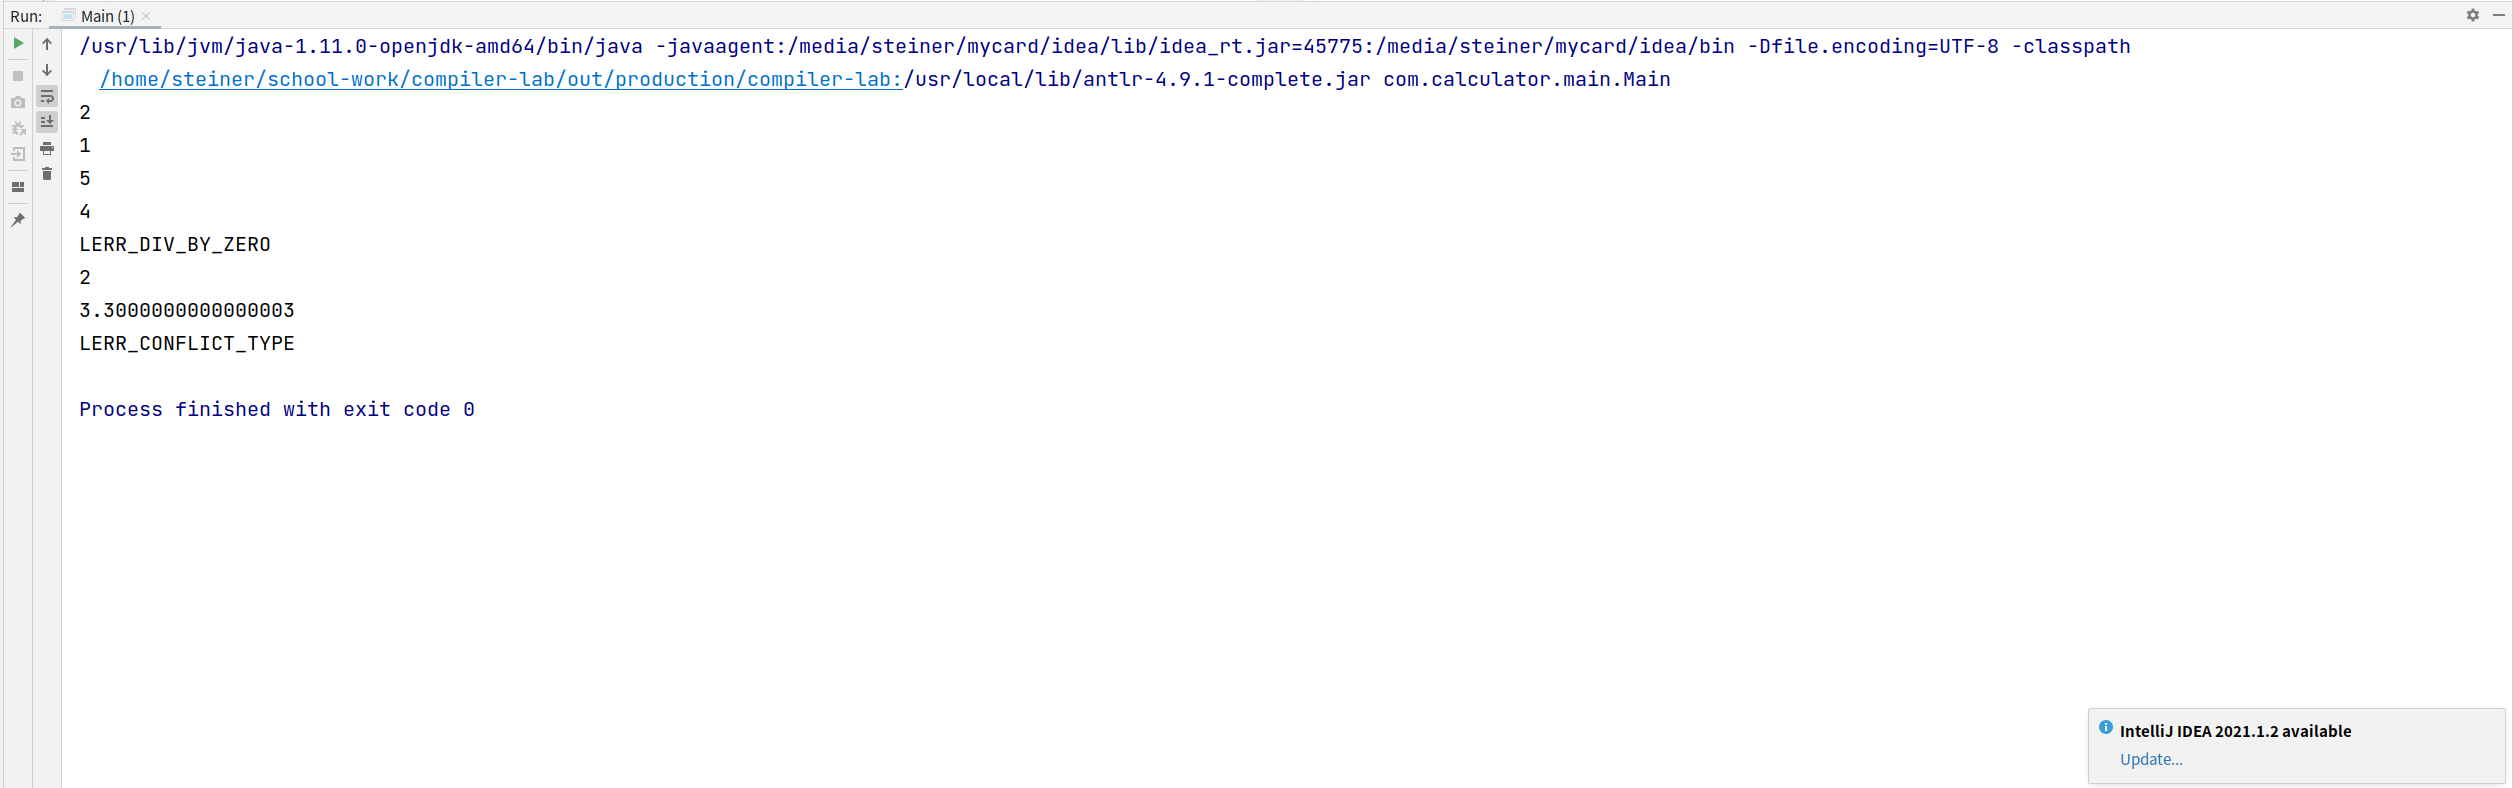 Run: Main (1)
/usr/lib/jvm/java-1.11.0-openjdk-amd64/bin/java -javaagent:/media/steiner/mycard/idea/lib/idea_rt.jar=45775:/media/steiner/mycard/idea/bin -Dfile.encoding=UTF-8 -classpath
/home/steiner/school-work/compiler-lab/out/production/compiler-lab:/usr/local/lib/antlr-4.9.1-complete.jar com.calculator.main.Main
2
1
5
4
LERR_DIV_BY_ZERO
2
3.3000000000000003
LERR_CONFLICT_TYPE
Process finished with exit code 0
IntelliJ IDEA 2021.1.2 available
Update...